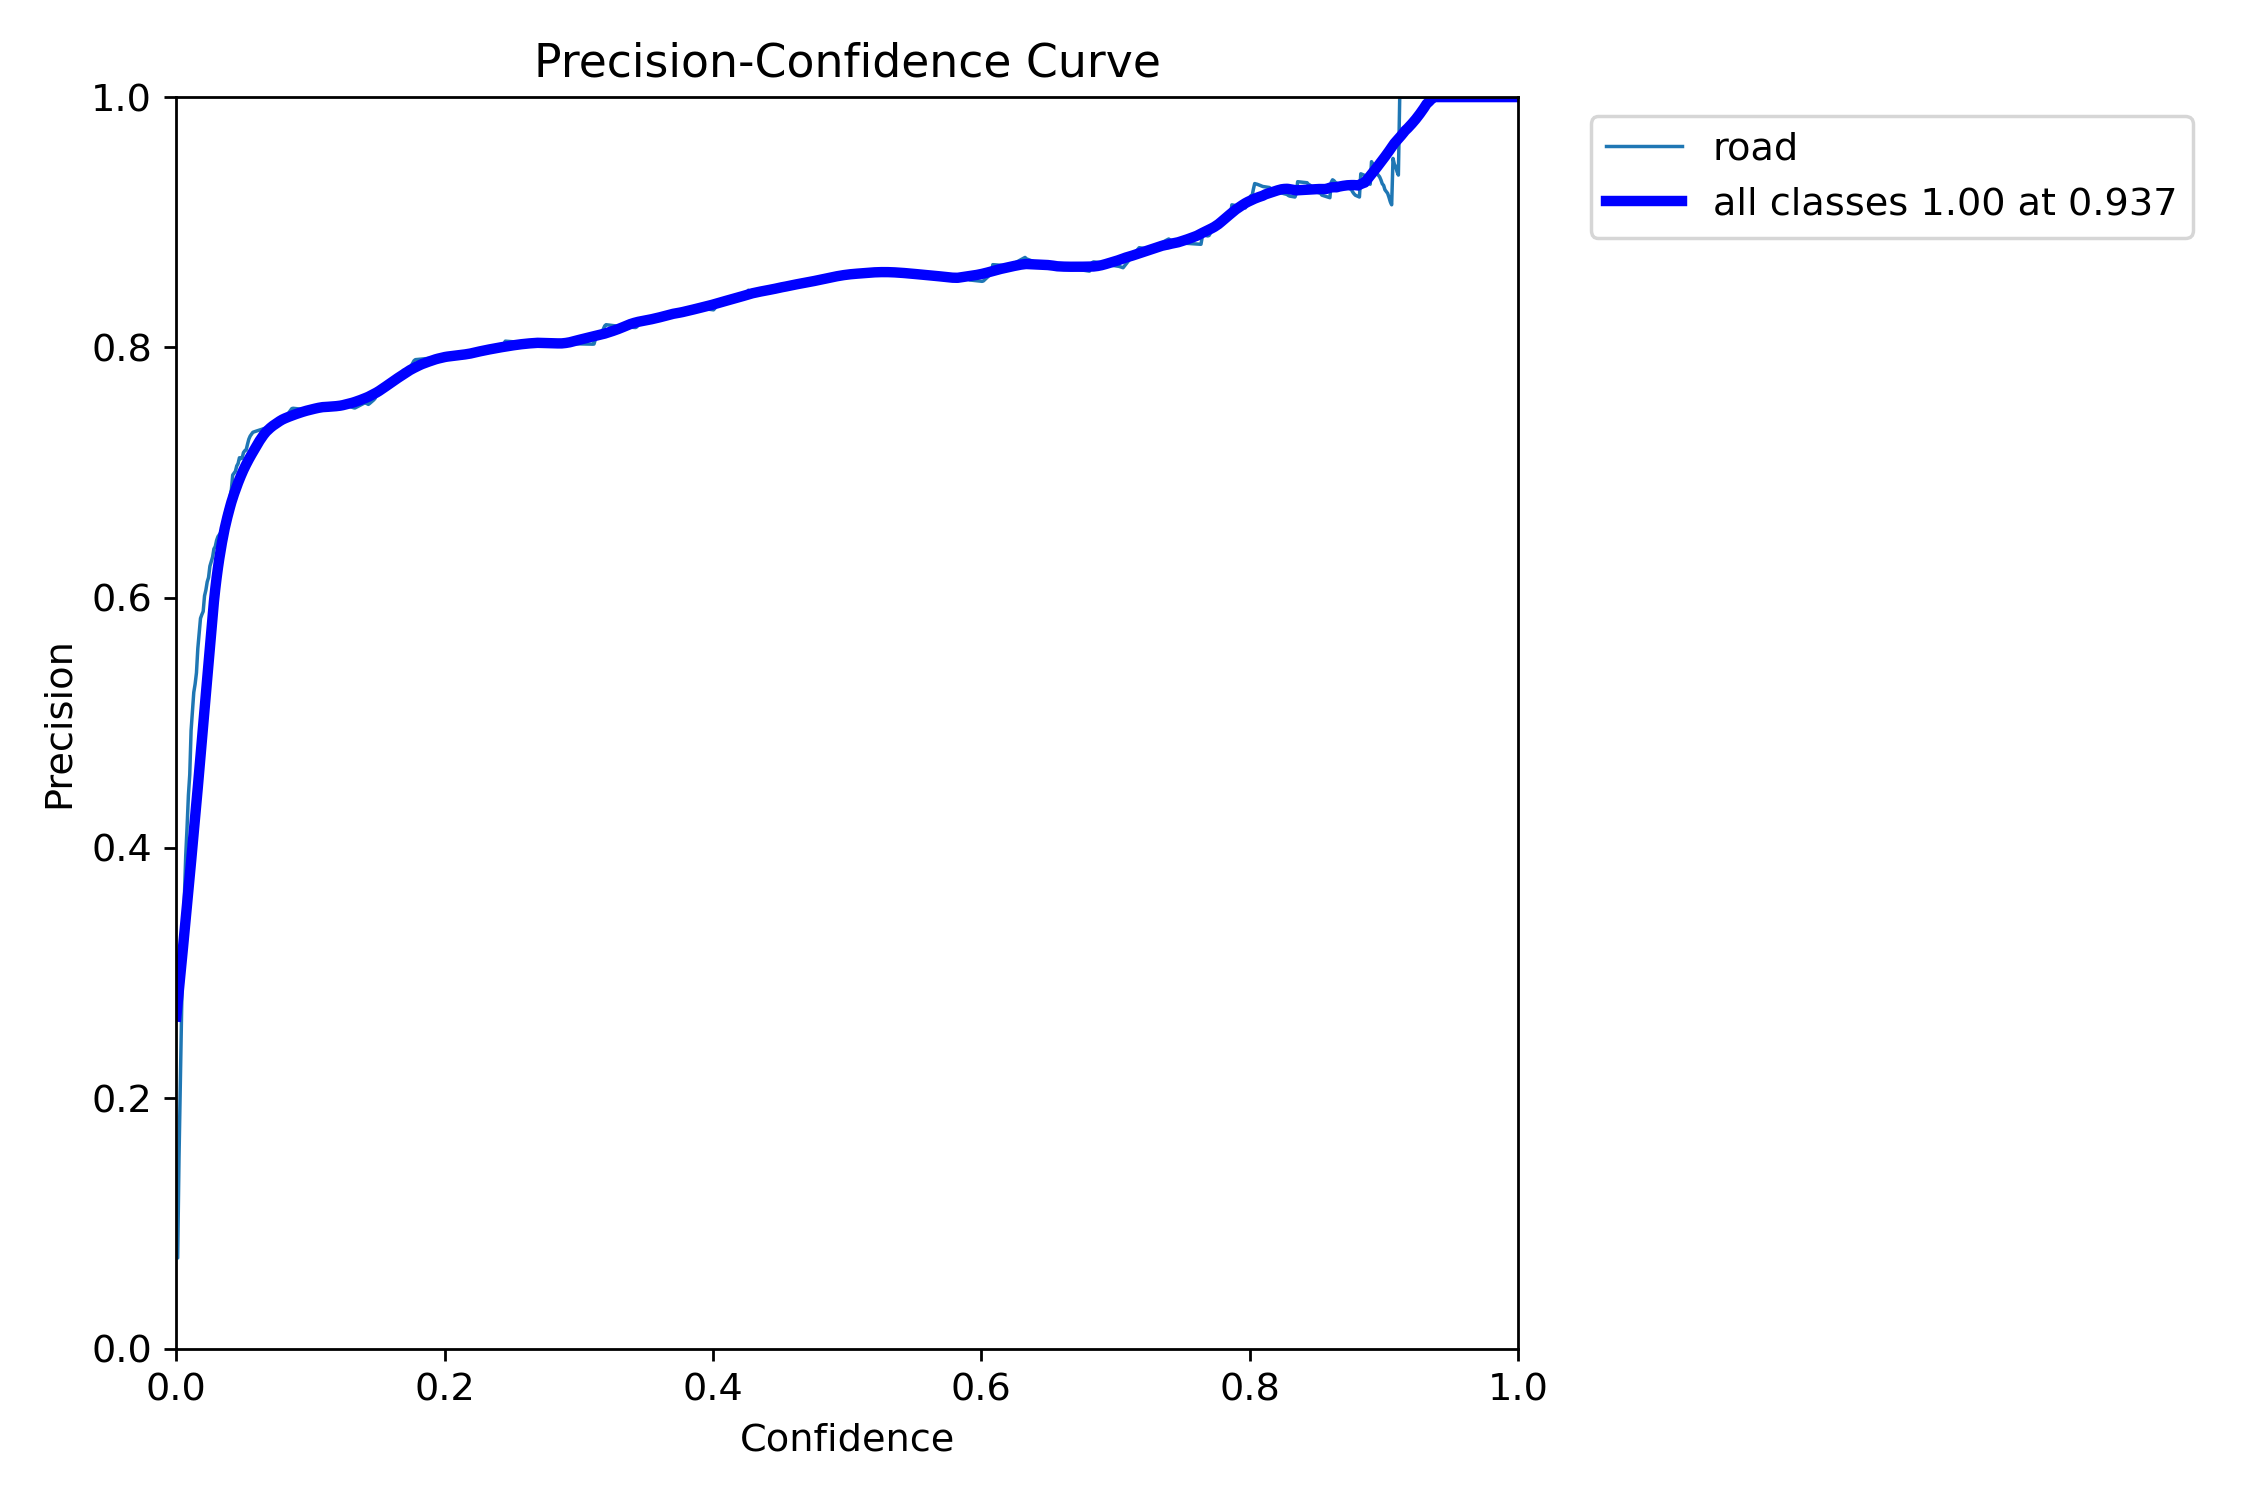 Precision-Confidence Curve
1.0
0.8
0.6
0.4
0.2
0.0
Precision
0.0 0.2 0.4 0.6 0.8 1.0
Confidence
road
all classes 1.00 at 0.937